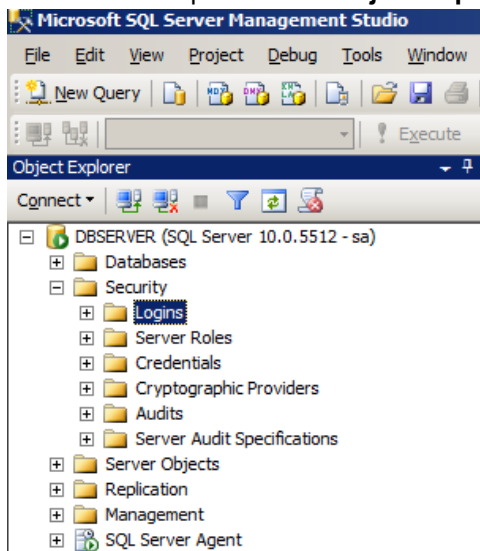 Microsoft SQL Server Management Studio
File Edit View Project Debug Tools Window
New Query
Execute
Object Explorer
Connect
DBSERVER (SQL Server 10.0.5512 - sa)
Databases
Security
Logins
Server Roles
Credentials
Cryptographic Providers
Audits
Server Audit Specifications
Server Objects
Replication
Management
SQL Server Agent